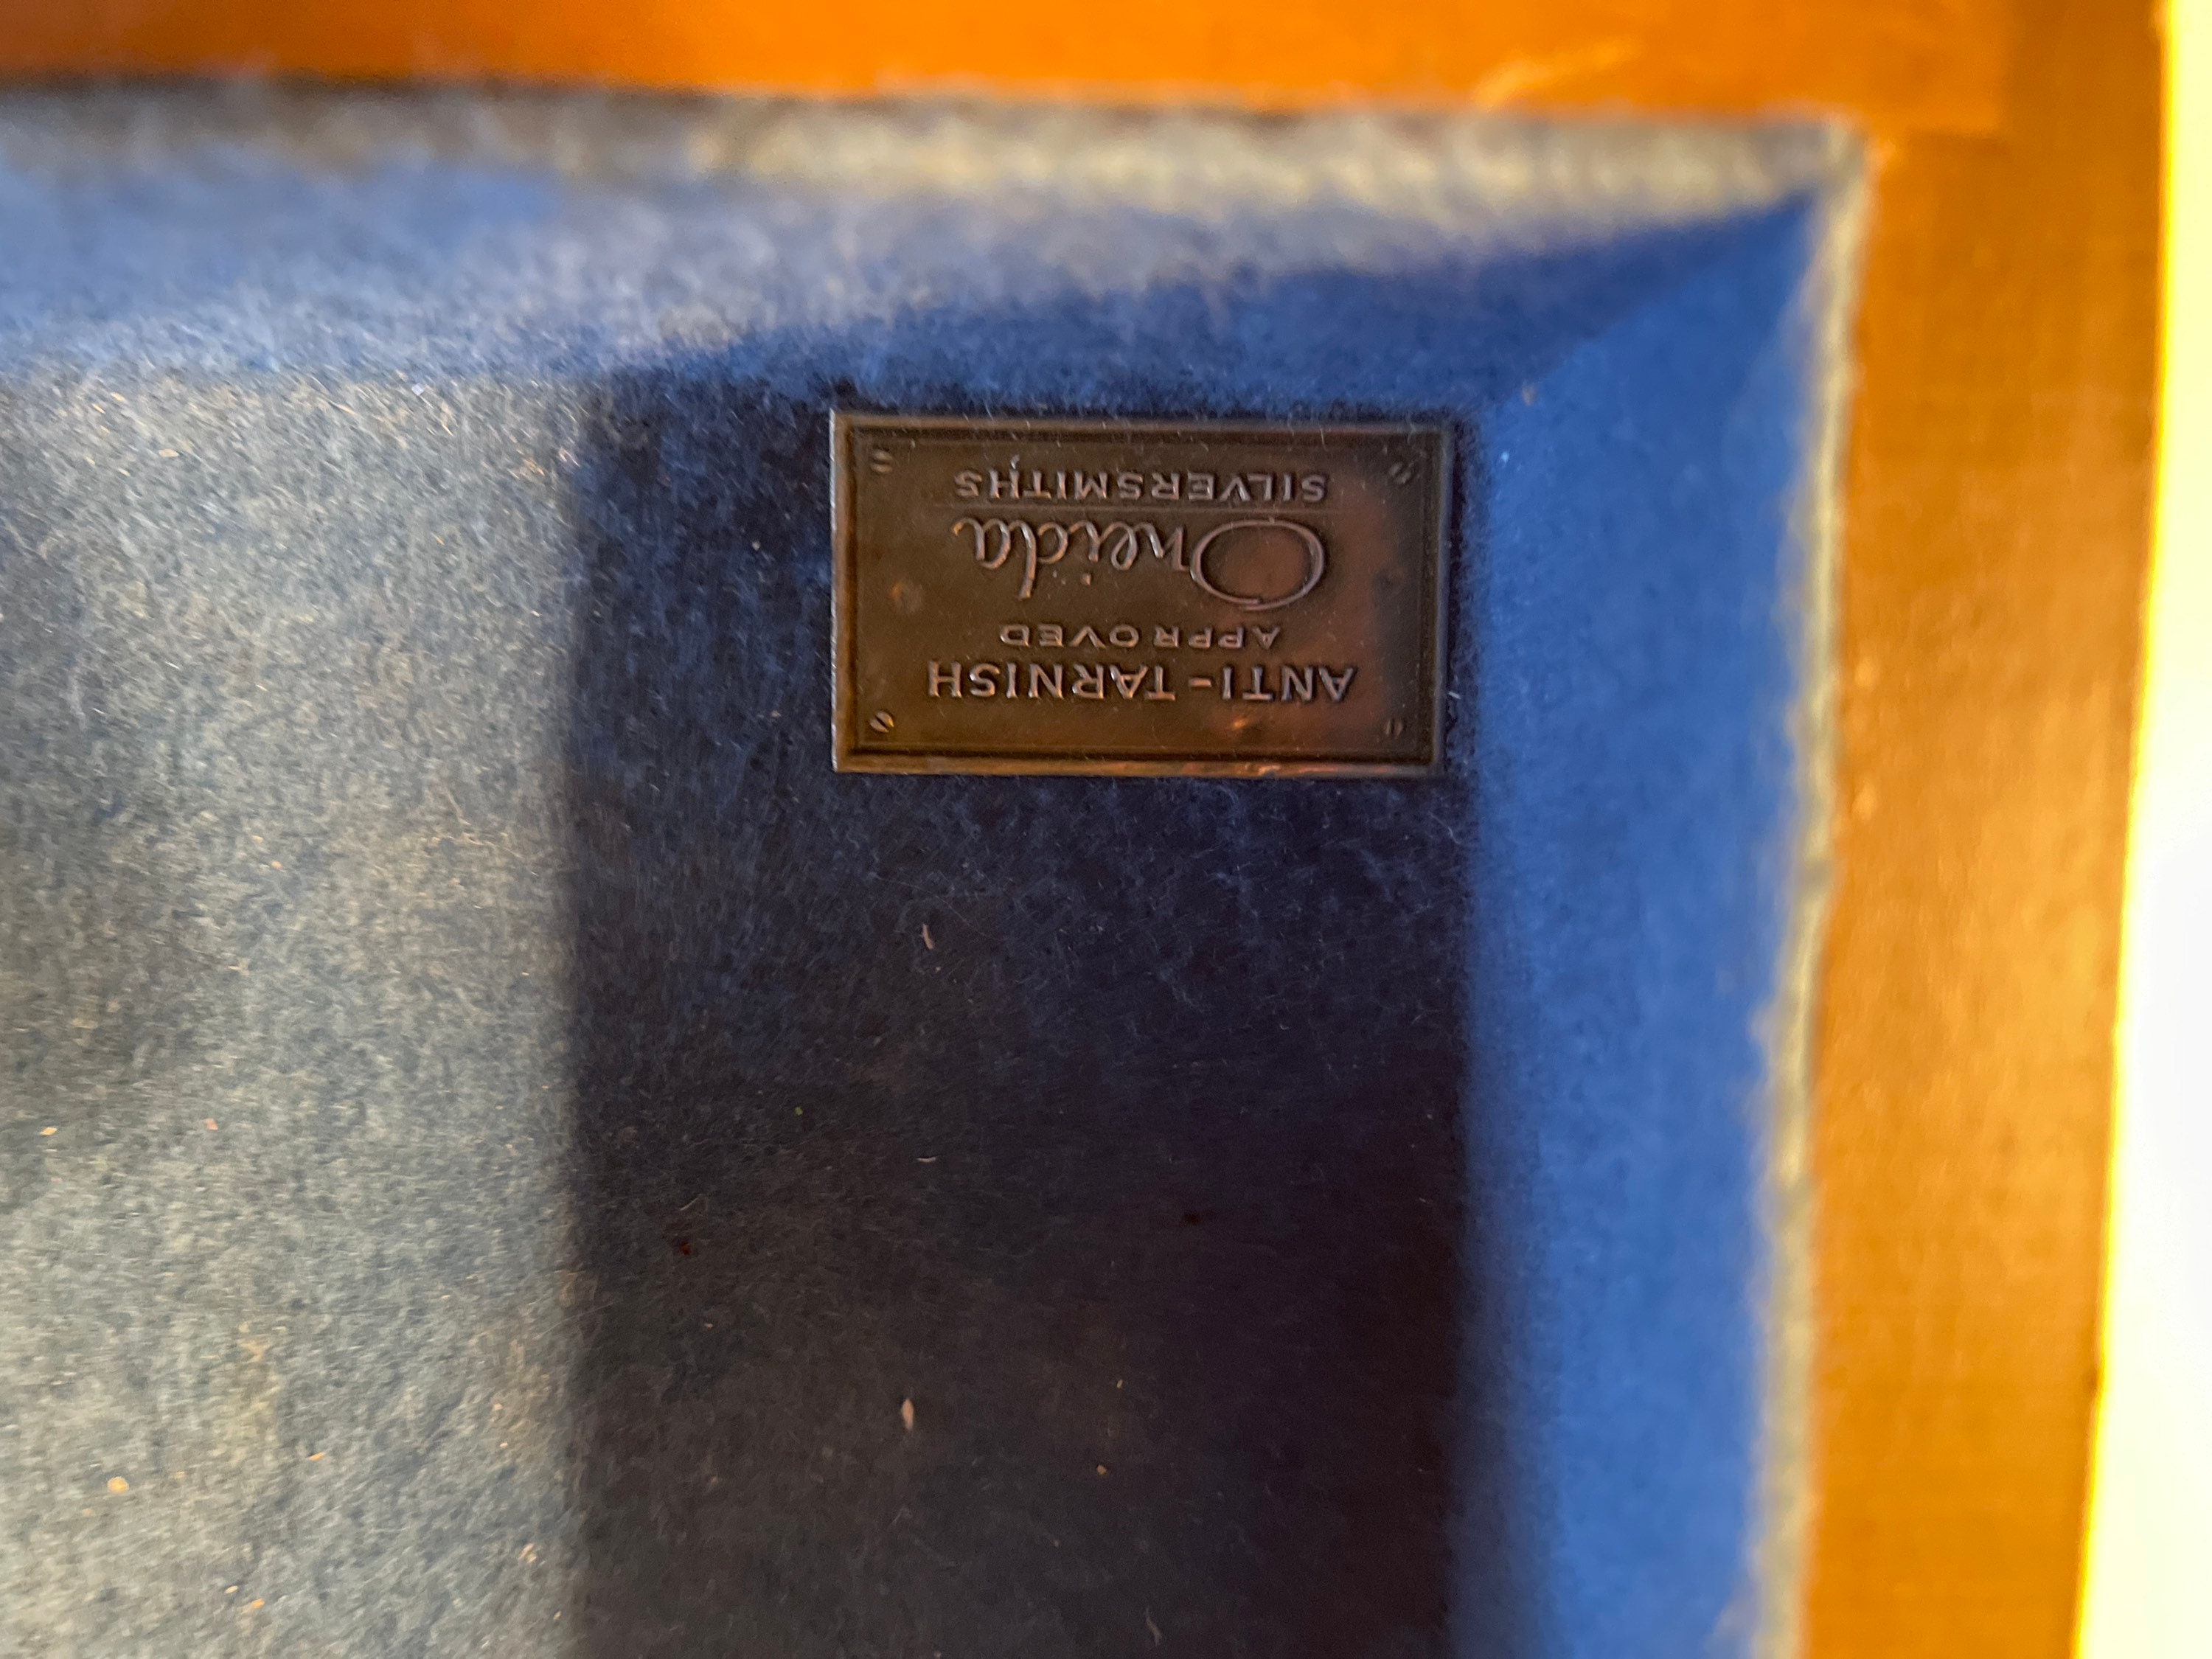 ANTI-TARNISH
APPROVED
Oneida
SILVERSMITHS